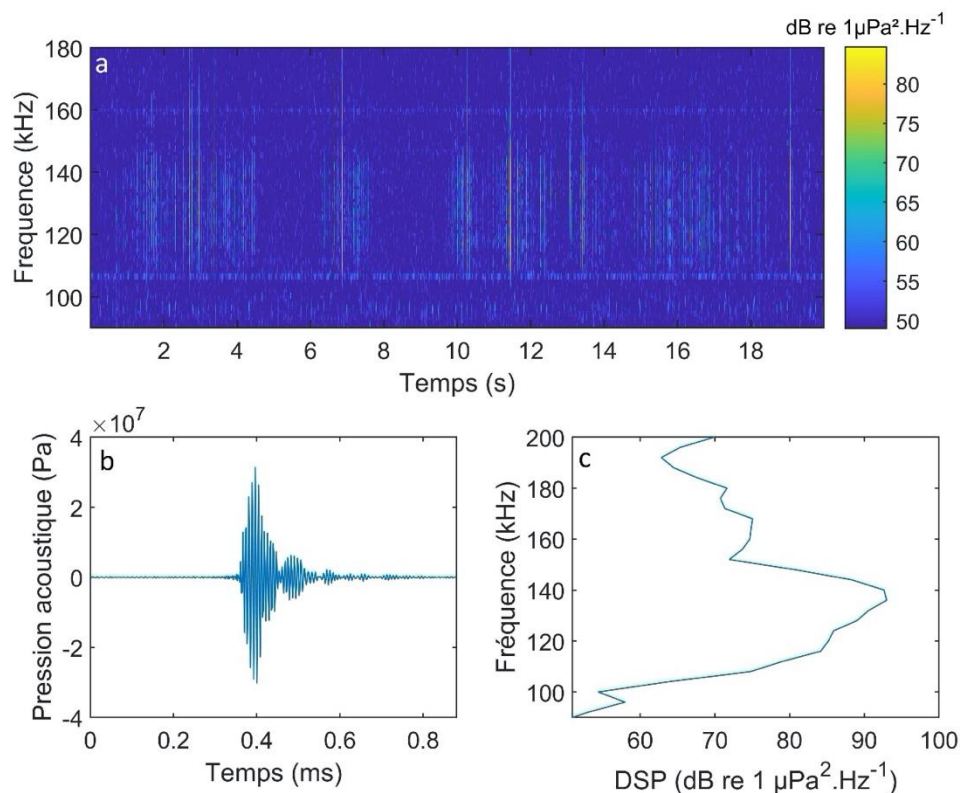 dB re 1µPa².Hz⁻¹
a
Frequence (kHz)
180
160
140
120
100
2 4 6 8 10 12 14 16 18
Temps (s)
80
75
70
65
60
55
50
b
×10⁷
Pression acoustique (Pa)
4
2
0
-2
-4
0 0.2 0.4 0.6 0.8
Temps (ms)
c
Fréquence (kHz)
200
180
160
140
120
100
60 70 80 90 100
DSP (dB re 1 µPa².Hz⁻¹)